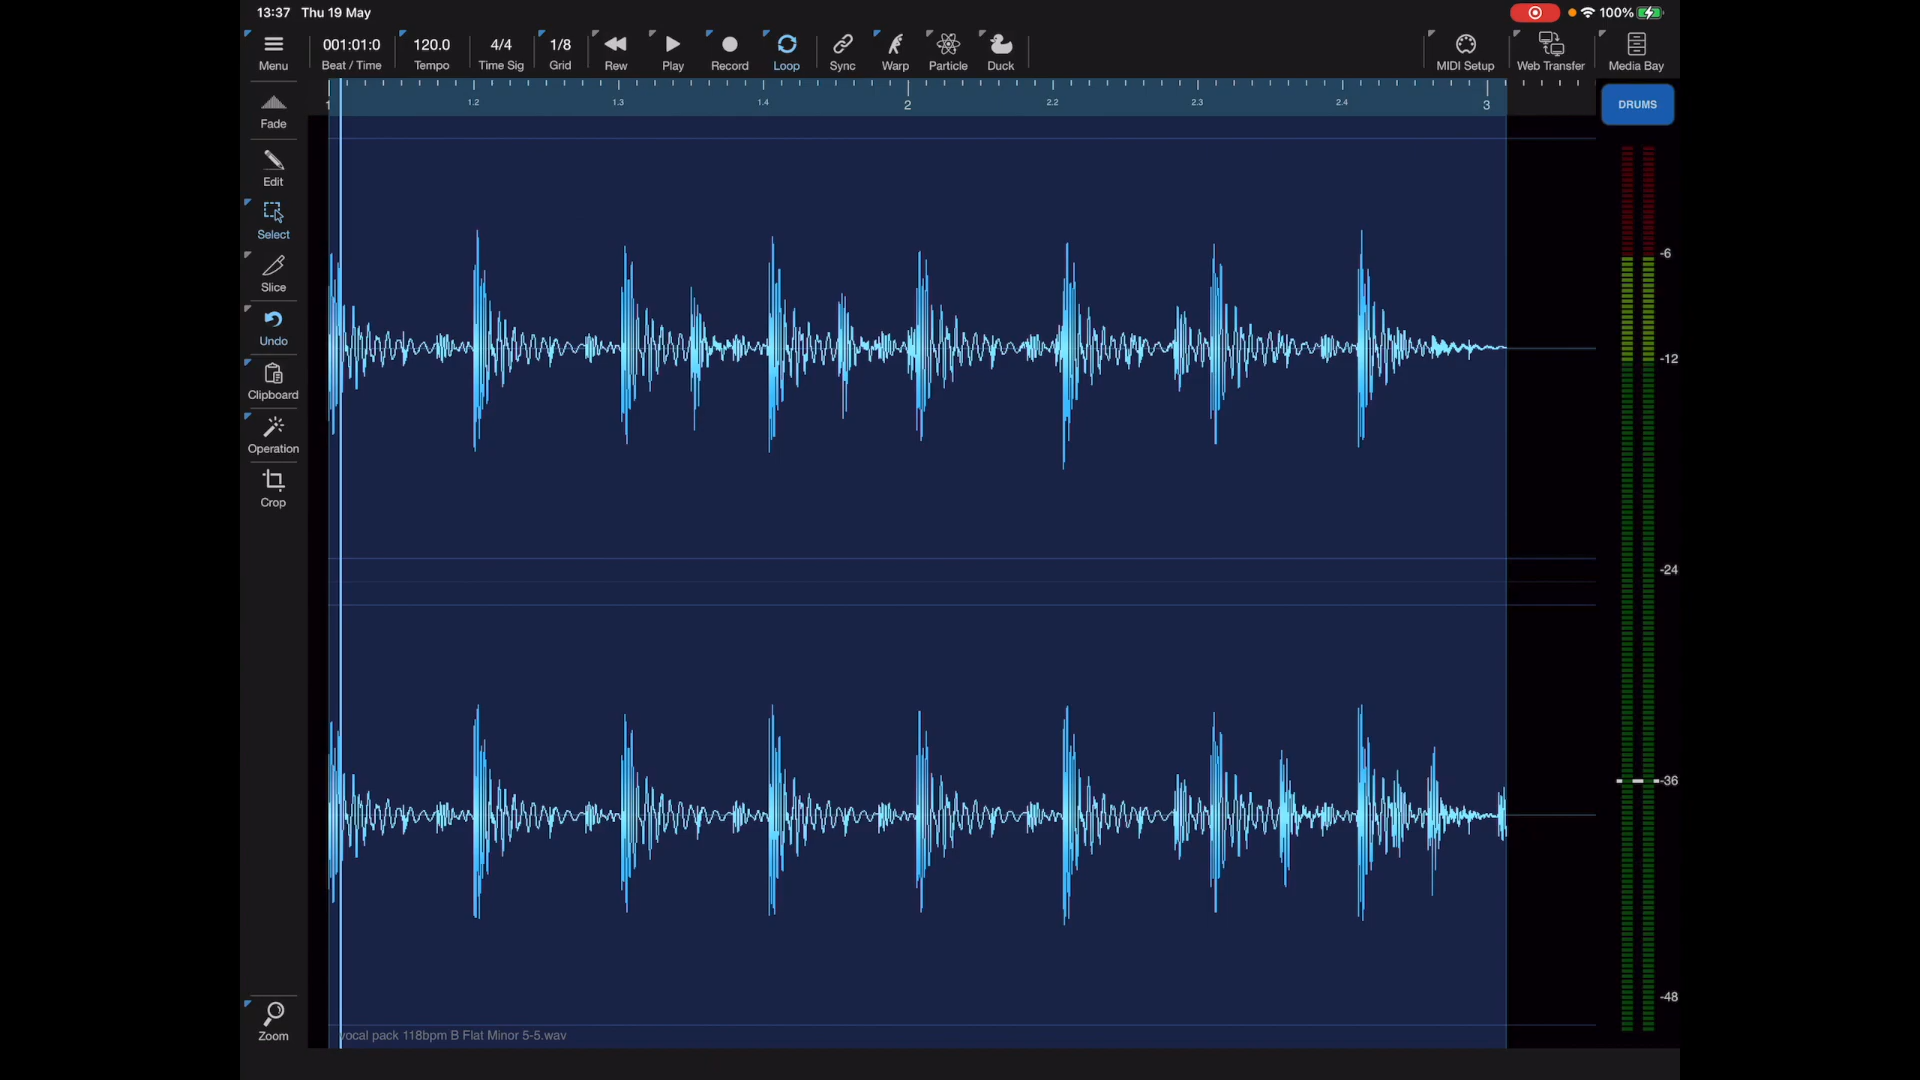 13:37 Thu 19 May
100%
001:01:0 120.0 4/4 1/8
Menu Beat / Time Tempo Time Sig Grid Rew Play Record Loop Sync Warp Particle Duck MIDI Setup Web Transfer Media Bay
1 1.2 1.3 1.4 2 2.2 2.3 2.4 3
DRUMS
Fade
Edit
Select
Slice
Undo
Clipboard
Operation
Crop
Zoom
-6
-12
-24
-36
-48
vocal pack 118bpm B Flat Minor 5-5.wav